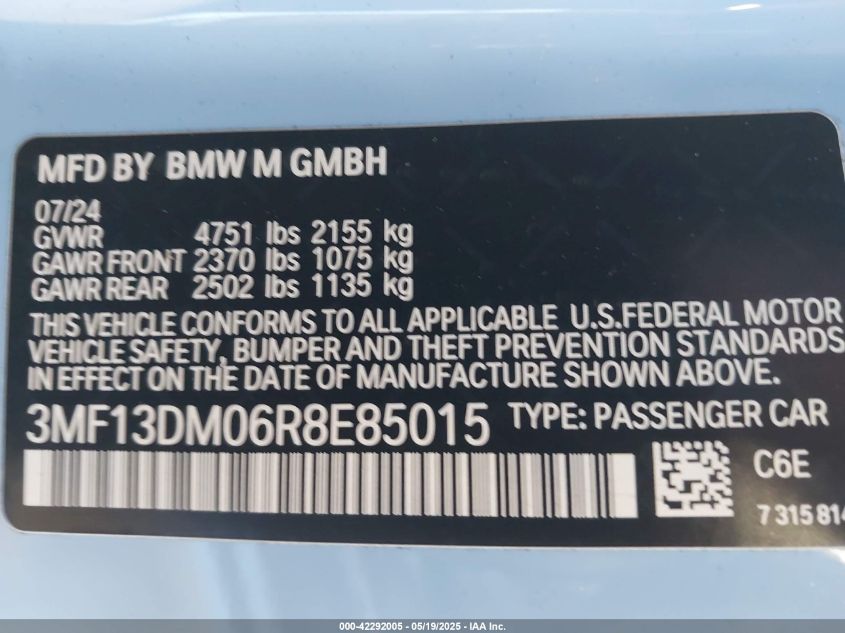 MFD BY BMW M GMBH
07/24
GVWR 4751 lbs 2155 kg
GAWR FRONT 2370 lbs 1075 kg
GAWR REAR 2502 lbs 1135 kg
THIS VEHICLE CONFORMS TO ALL APPLICABLE U.S.FEDERAL MOTOR
VEHICLE SAFETY, BUMPER AND THEFT PREVENTION STANDARDS
IN EFFECT ON THE DATE OF MANUFACTURE SHOWN ABOVE.
3MF13DM06R8E85015 TYPE: PASSENGER CAR
C6E
7 315 814
000-42292005 - 05/19/2025 - IAA Inc.